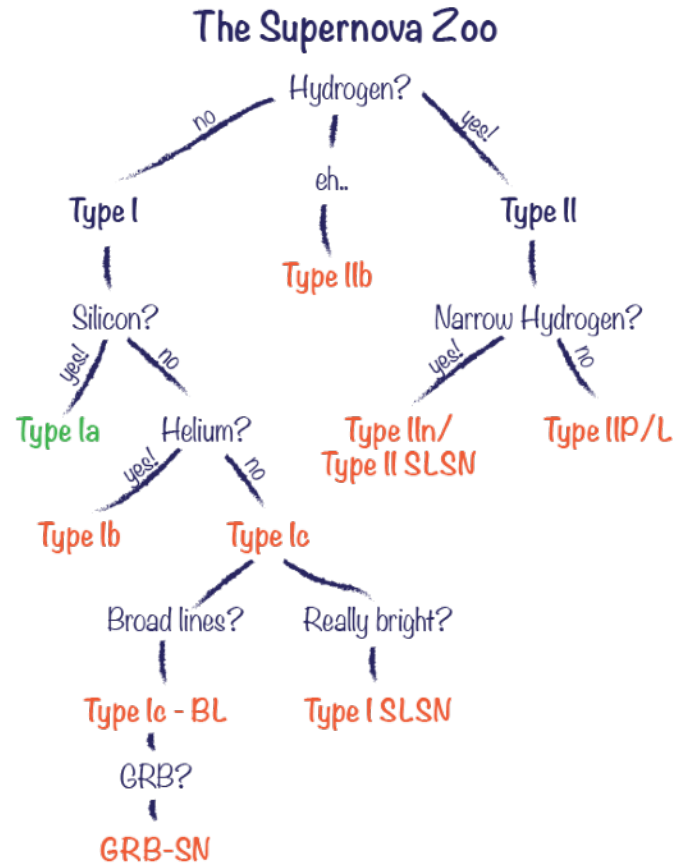 The Supernova Zoo
Hydrogen?
no
yes!
eh..
Type I
Type II
Type IIb
Silicon?
Narrow Hydrogen?
yes!
no
yes!
no
Type Ia
Helium?
Type IIn/
Type II SLSN
Type IIP/L
yes!
no
Type Ib
Type Ic
Broad lines?
Really bright?
Type Ic - BL
Type I SLSN
GRB?
GRB-SN